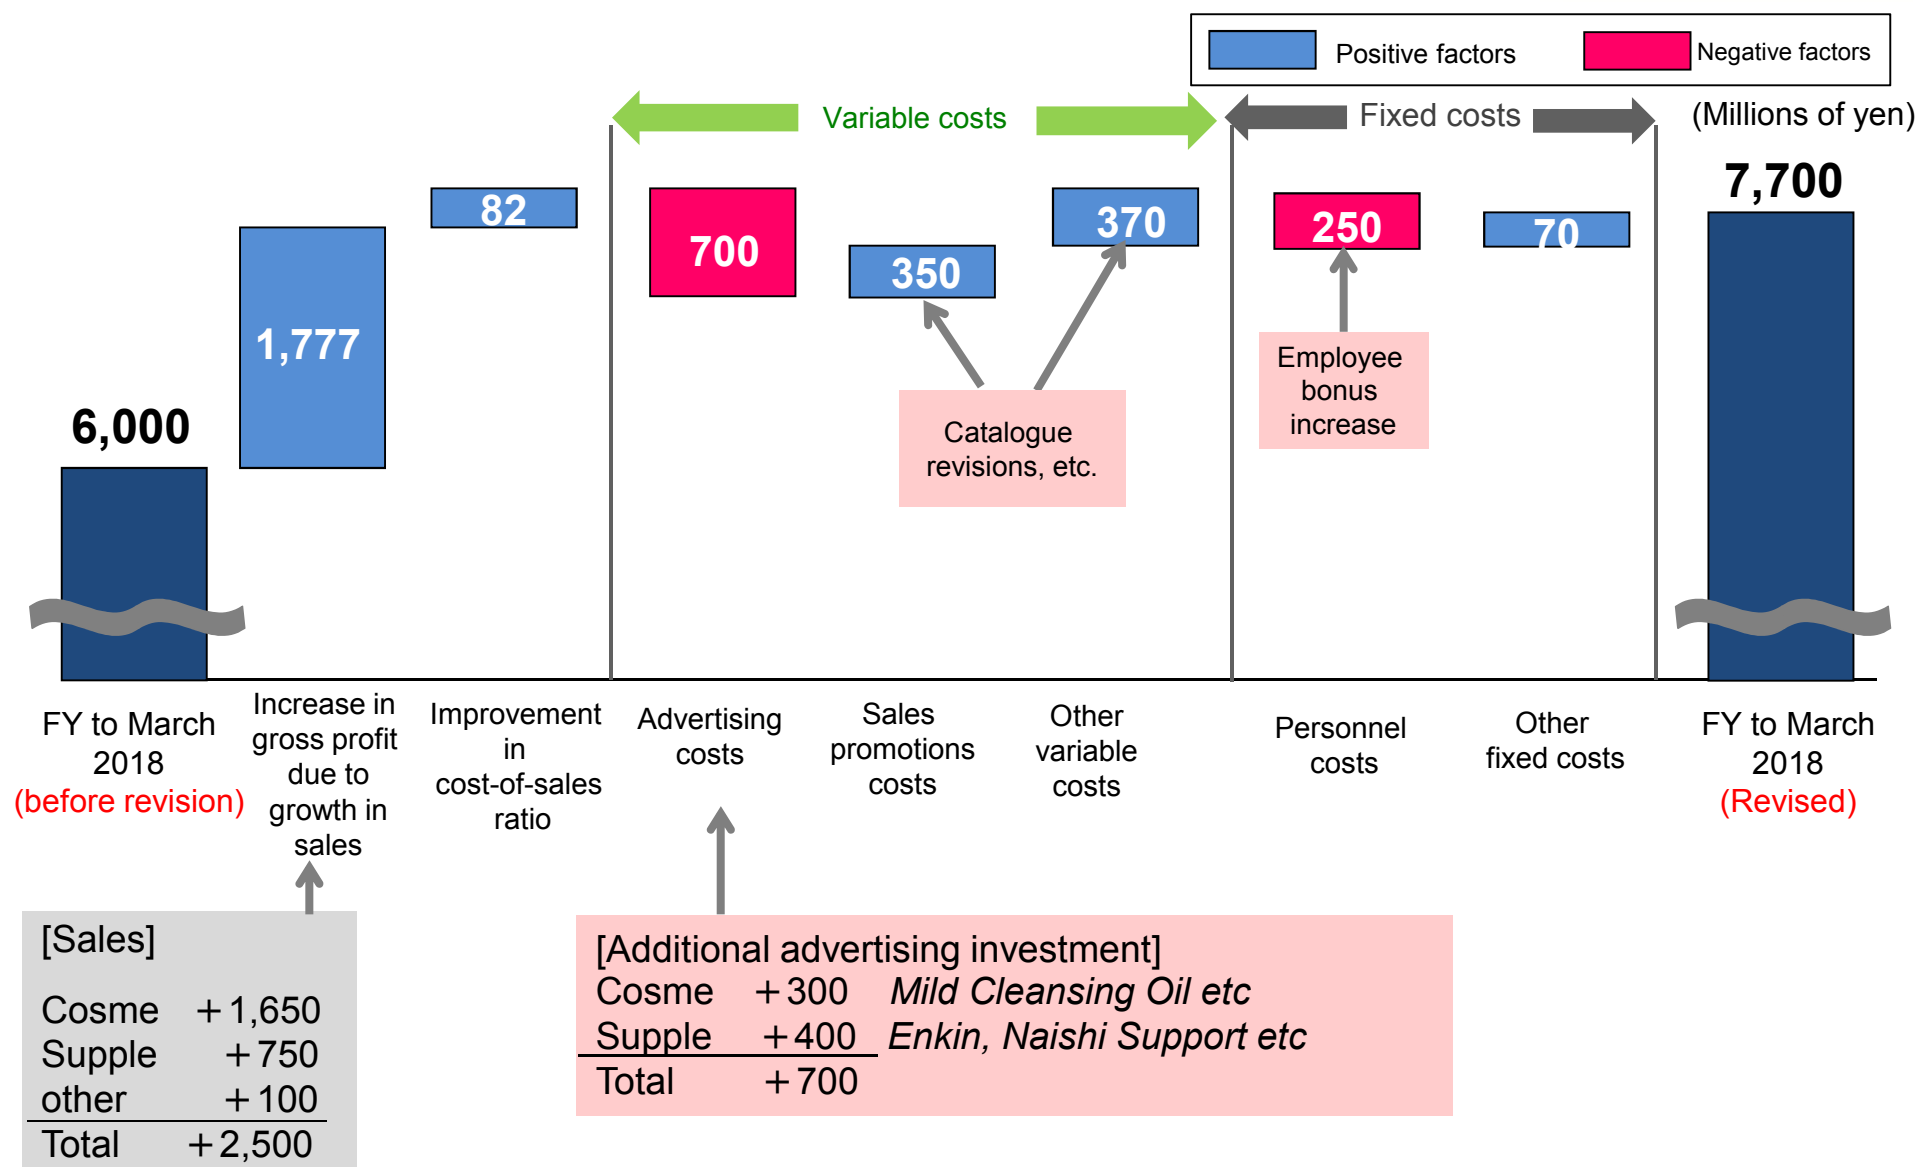 Positive factors
Negative factors
Variable costs
Fixed costs
(Millions of yen)
6,000
1,777
82
700
350
370
250
70
7,700
Catalogue
revisions, etc.
Employee
bonus
increase
FY to March
2018
(before revision)
Increase in
gross profit
due to
growth in
sales
Improvement
in
cost-of-sales
ratio
Advertising
costs
Sales
promotions
costs
Other
variable
costs
Personnel
costs
Other
fixed costs
FY to March
2018
(Revised)
[Sales]
Cosme +1,650
Supple +750
other +100
Total +2,500
[Additional advertising investment]
Cosme +300 Mild Cleansing Oil etc
Supple +400 Enkin, Naishi Support etc
Total +700